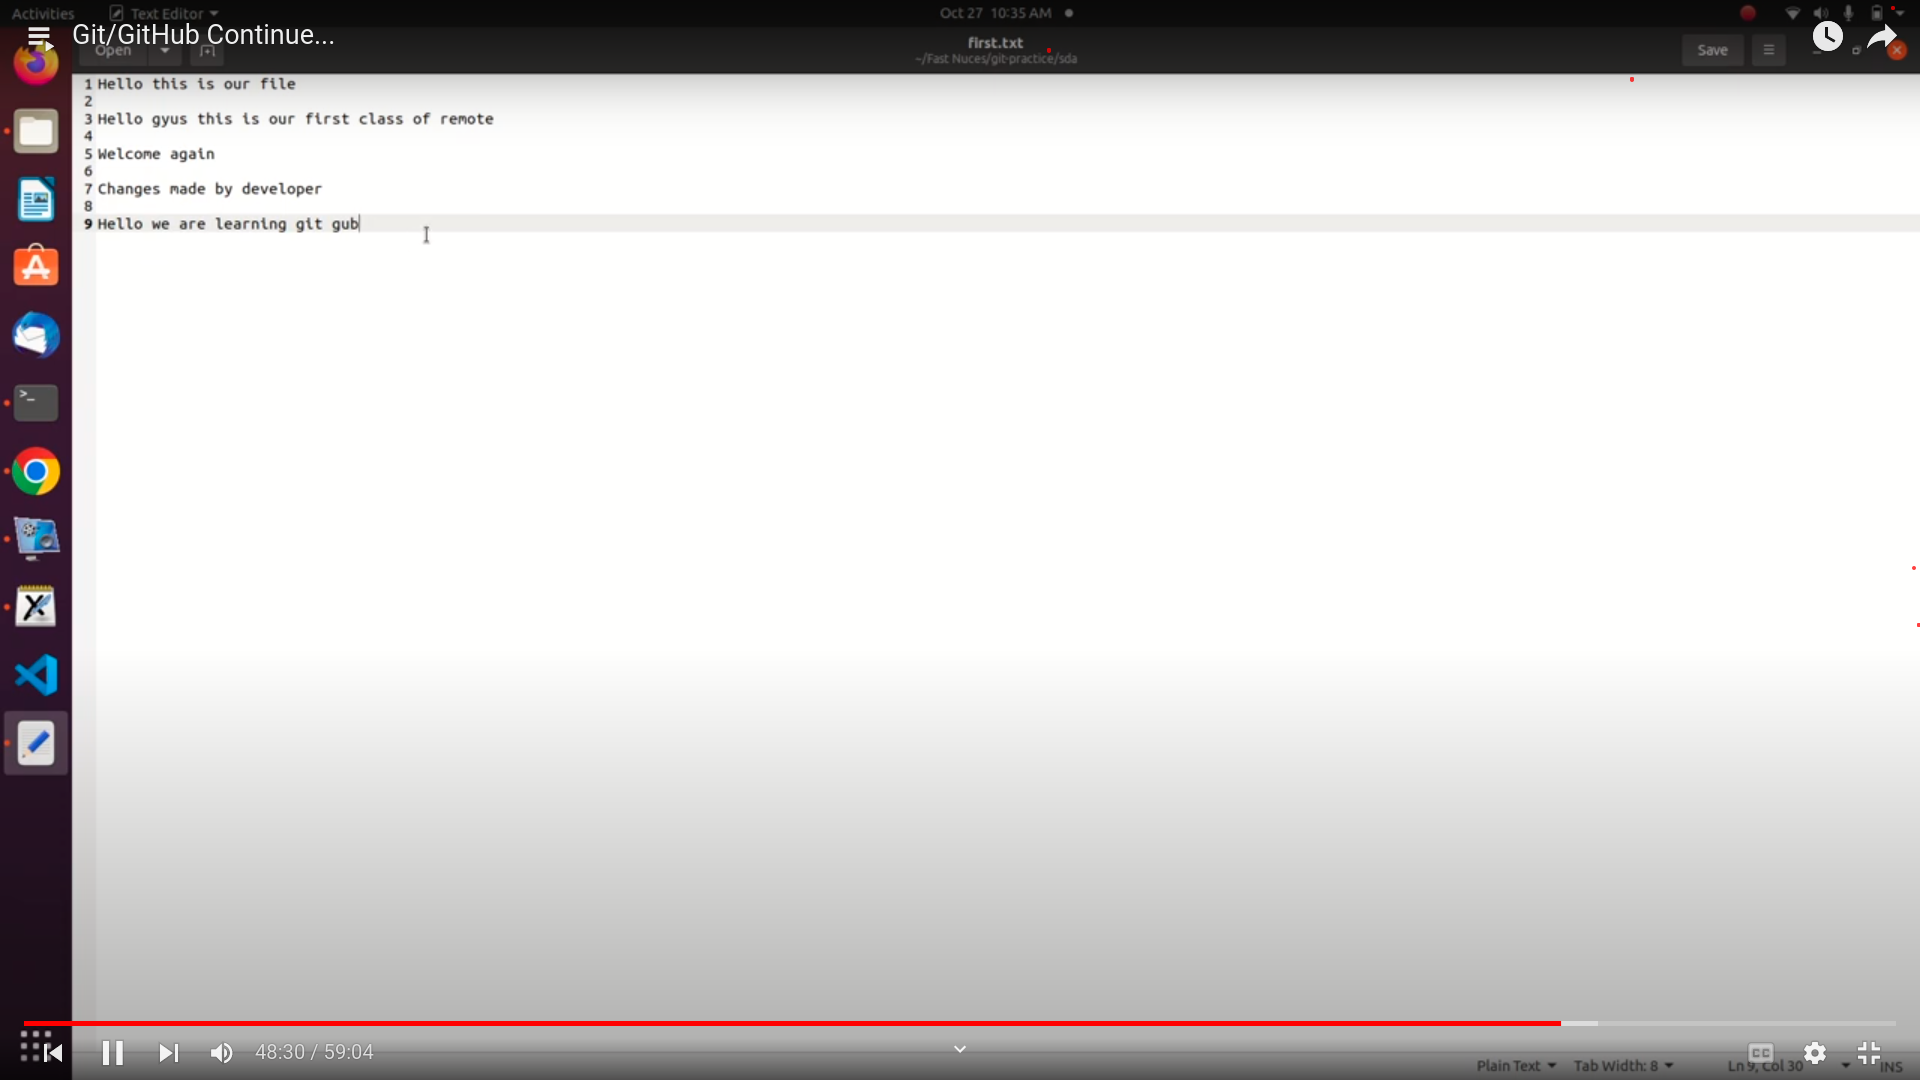 Activities
Text Editor
Oct 27 10:35 AM
Git/GitHub Continue...
Open
first.txt
~/Fast Nuces/git-practice/sda
Save
1 Hello this is our file
2
3 Hello gyus this is our first class of remote
4
5 Welcome again
6
7 Changes made by developer
8
9 Hello we are learning git gub
48:30 / 59:04
CC
Plain Text
Tab Width: 8
Ln 9, Col 30
INS